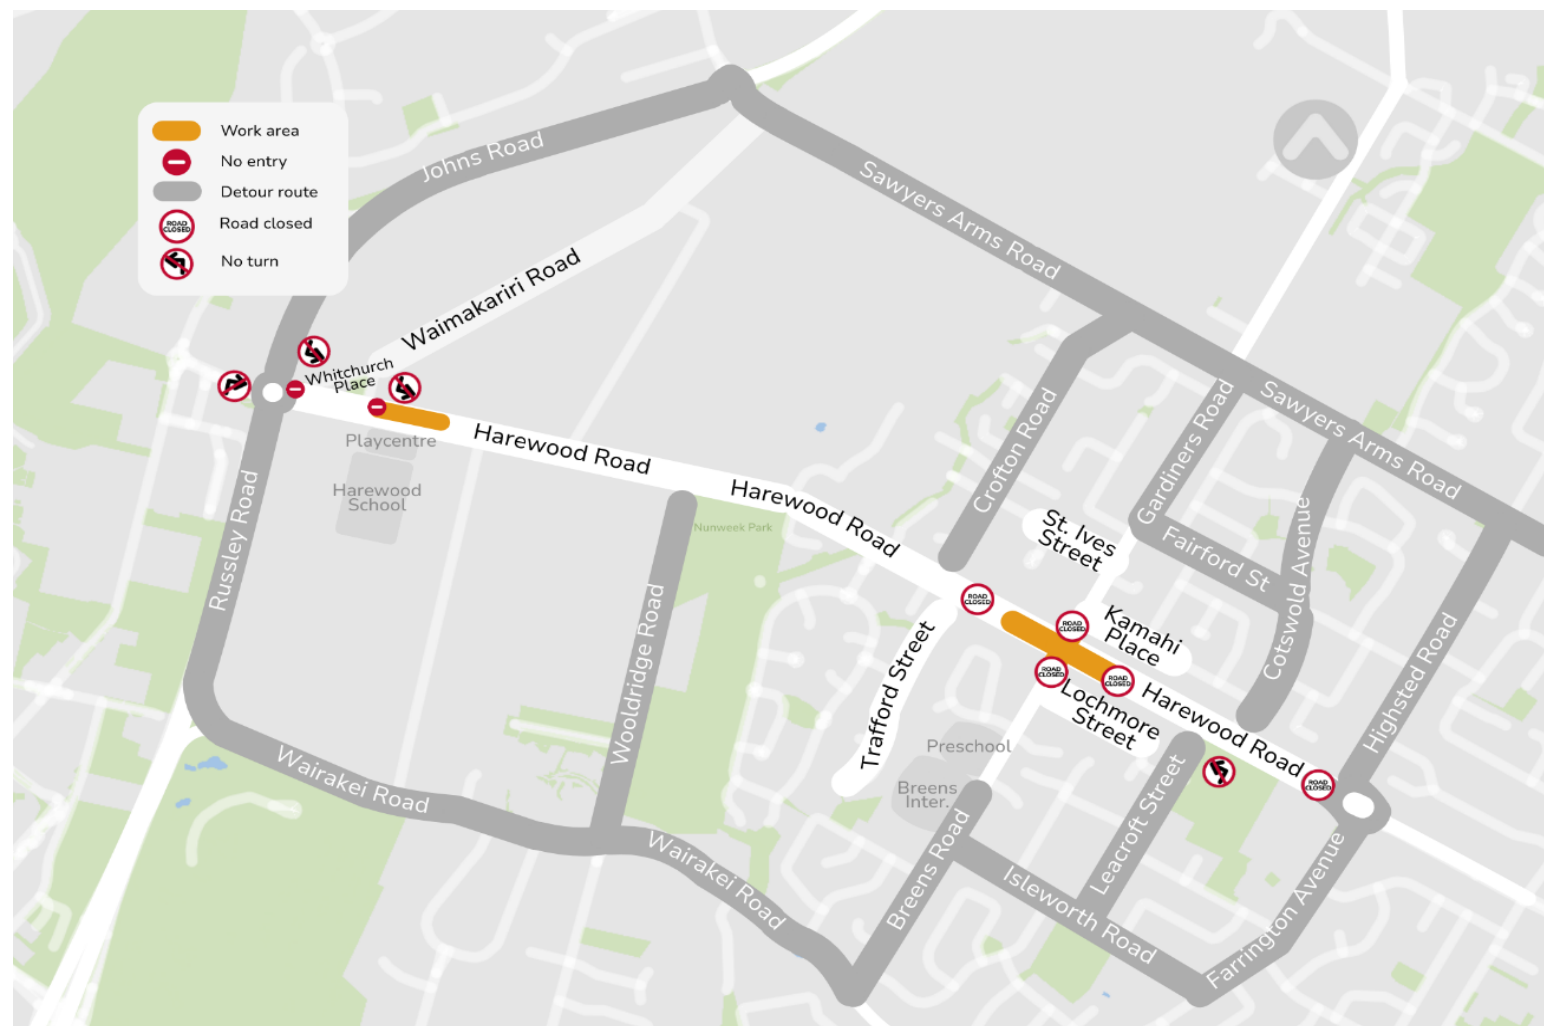 Work area
No entry
Detour route
ROAD
CLOSED
Road closed
No turn
Johns Road
Sawyers Arms Road
Waimakariri Road
Whitchurch
Place
Sawyers Arms Road
Gardiners Road
Crofton Road
Playcentre
Harewood Road
Harewood
School
Harewood Road
Nunweek Park
Russley Road
St. Ives
Street
Fairford St
Cotswold Avenue
Highsted Road
ROAD
CLOSED
ROAD
CLOSED
Kamahi
Place
Wooldridge Road
Trafford Street
ROAD
CLOSED
ROAD
CLOSED
Lochmore
Street
Harewood Road
Preschool
Breens
Inter.
ROAD
CLOSED
Wairakei Road
Wairakei Road
Breens Road
Leacroft Street
Isleworth Road
Farrington Avenue